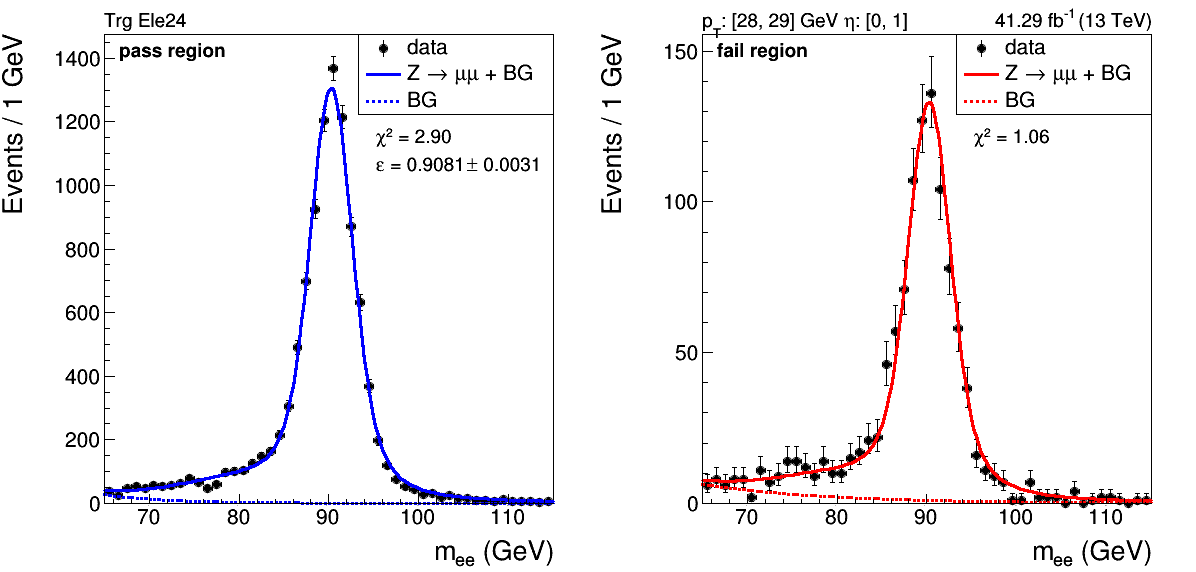 Trg Ele24
pass region
data
Z → μμ + BG
BG
χ² = 2.90
ε = 0.9081 ± 0.0031
Events / 1 GeV
1400
1200
1000
800
600
400
200
0
70 80 90 100 110
m_ee (GeV)
p_T: [28, 29] GeV η: [0, 1] 41.29 fb⁻¹ (13 TeV)
fail region
data
Z → μμ + BG
BG
χ² = 1.06
Events / 1 GeV
150
100
50
0
70 80 90 100 110
m_ee (GeV)